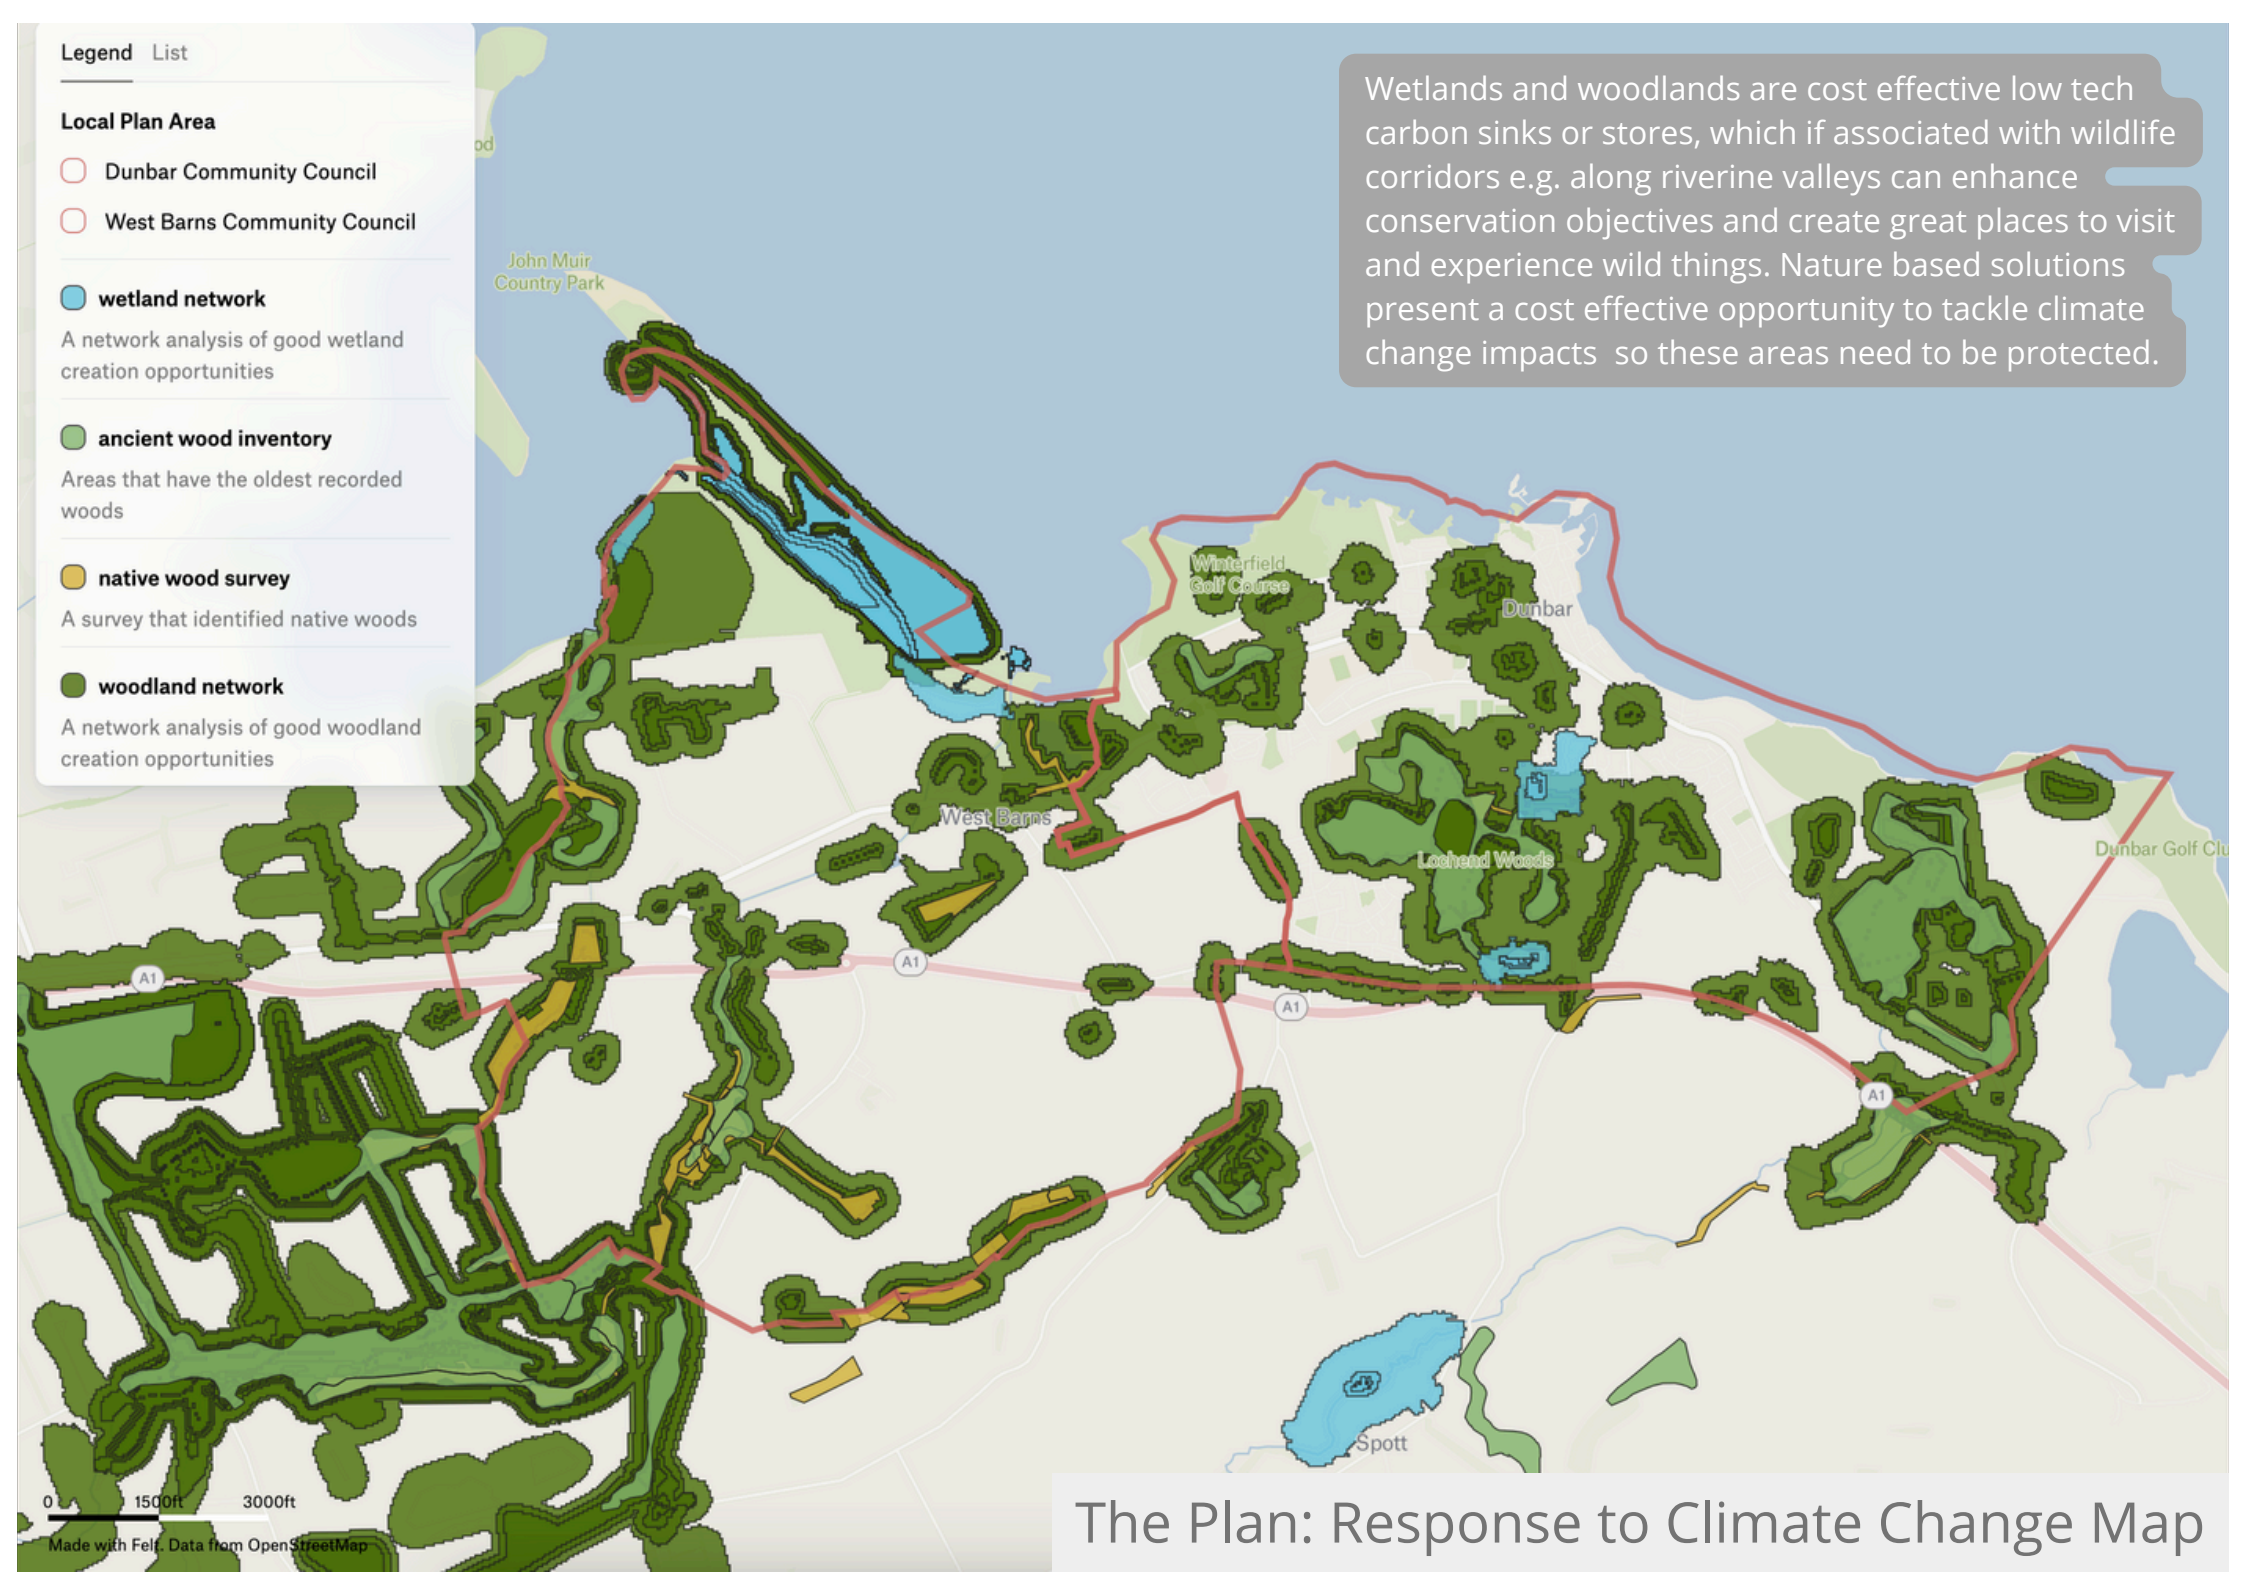 Legend List
Local Plan Area
Dunbar Community Council
West Barns Community Council
wetland network
A network analysis of good wetland
creation opportunities
ancient wood inventory
Areas that have the oldest recorded
woods
native wood survey
A survey that identified native woods
woodland network
A network analysis of good woodland
creation opportunities
Wetlands and woodlands are cost effective low tech
carbon sinks or stores, which if associated with wildlife
corridors e.g. along riverine valleys can enhance
conservation objectives and create great places to visit
and experience wild things. Nature based solutions
present a cost effective opportunity to tackle climate
change impacts  so these areas need to be protected.
od
John Muir
Country Park
Winterfield
Golf Course
Dunbar
West Barns
Lochend Woods
Dunbar Golf Clu
A1
A1
A1
A1
Spott
0 1500ft 3000ft
Made with Felt. Data from OpenStreetMap
The Plan: Response to Climate Change Map